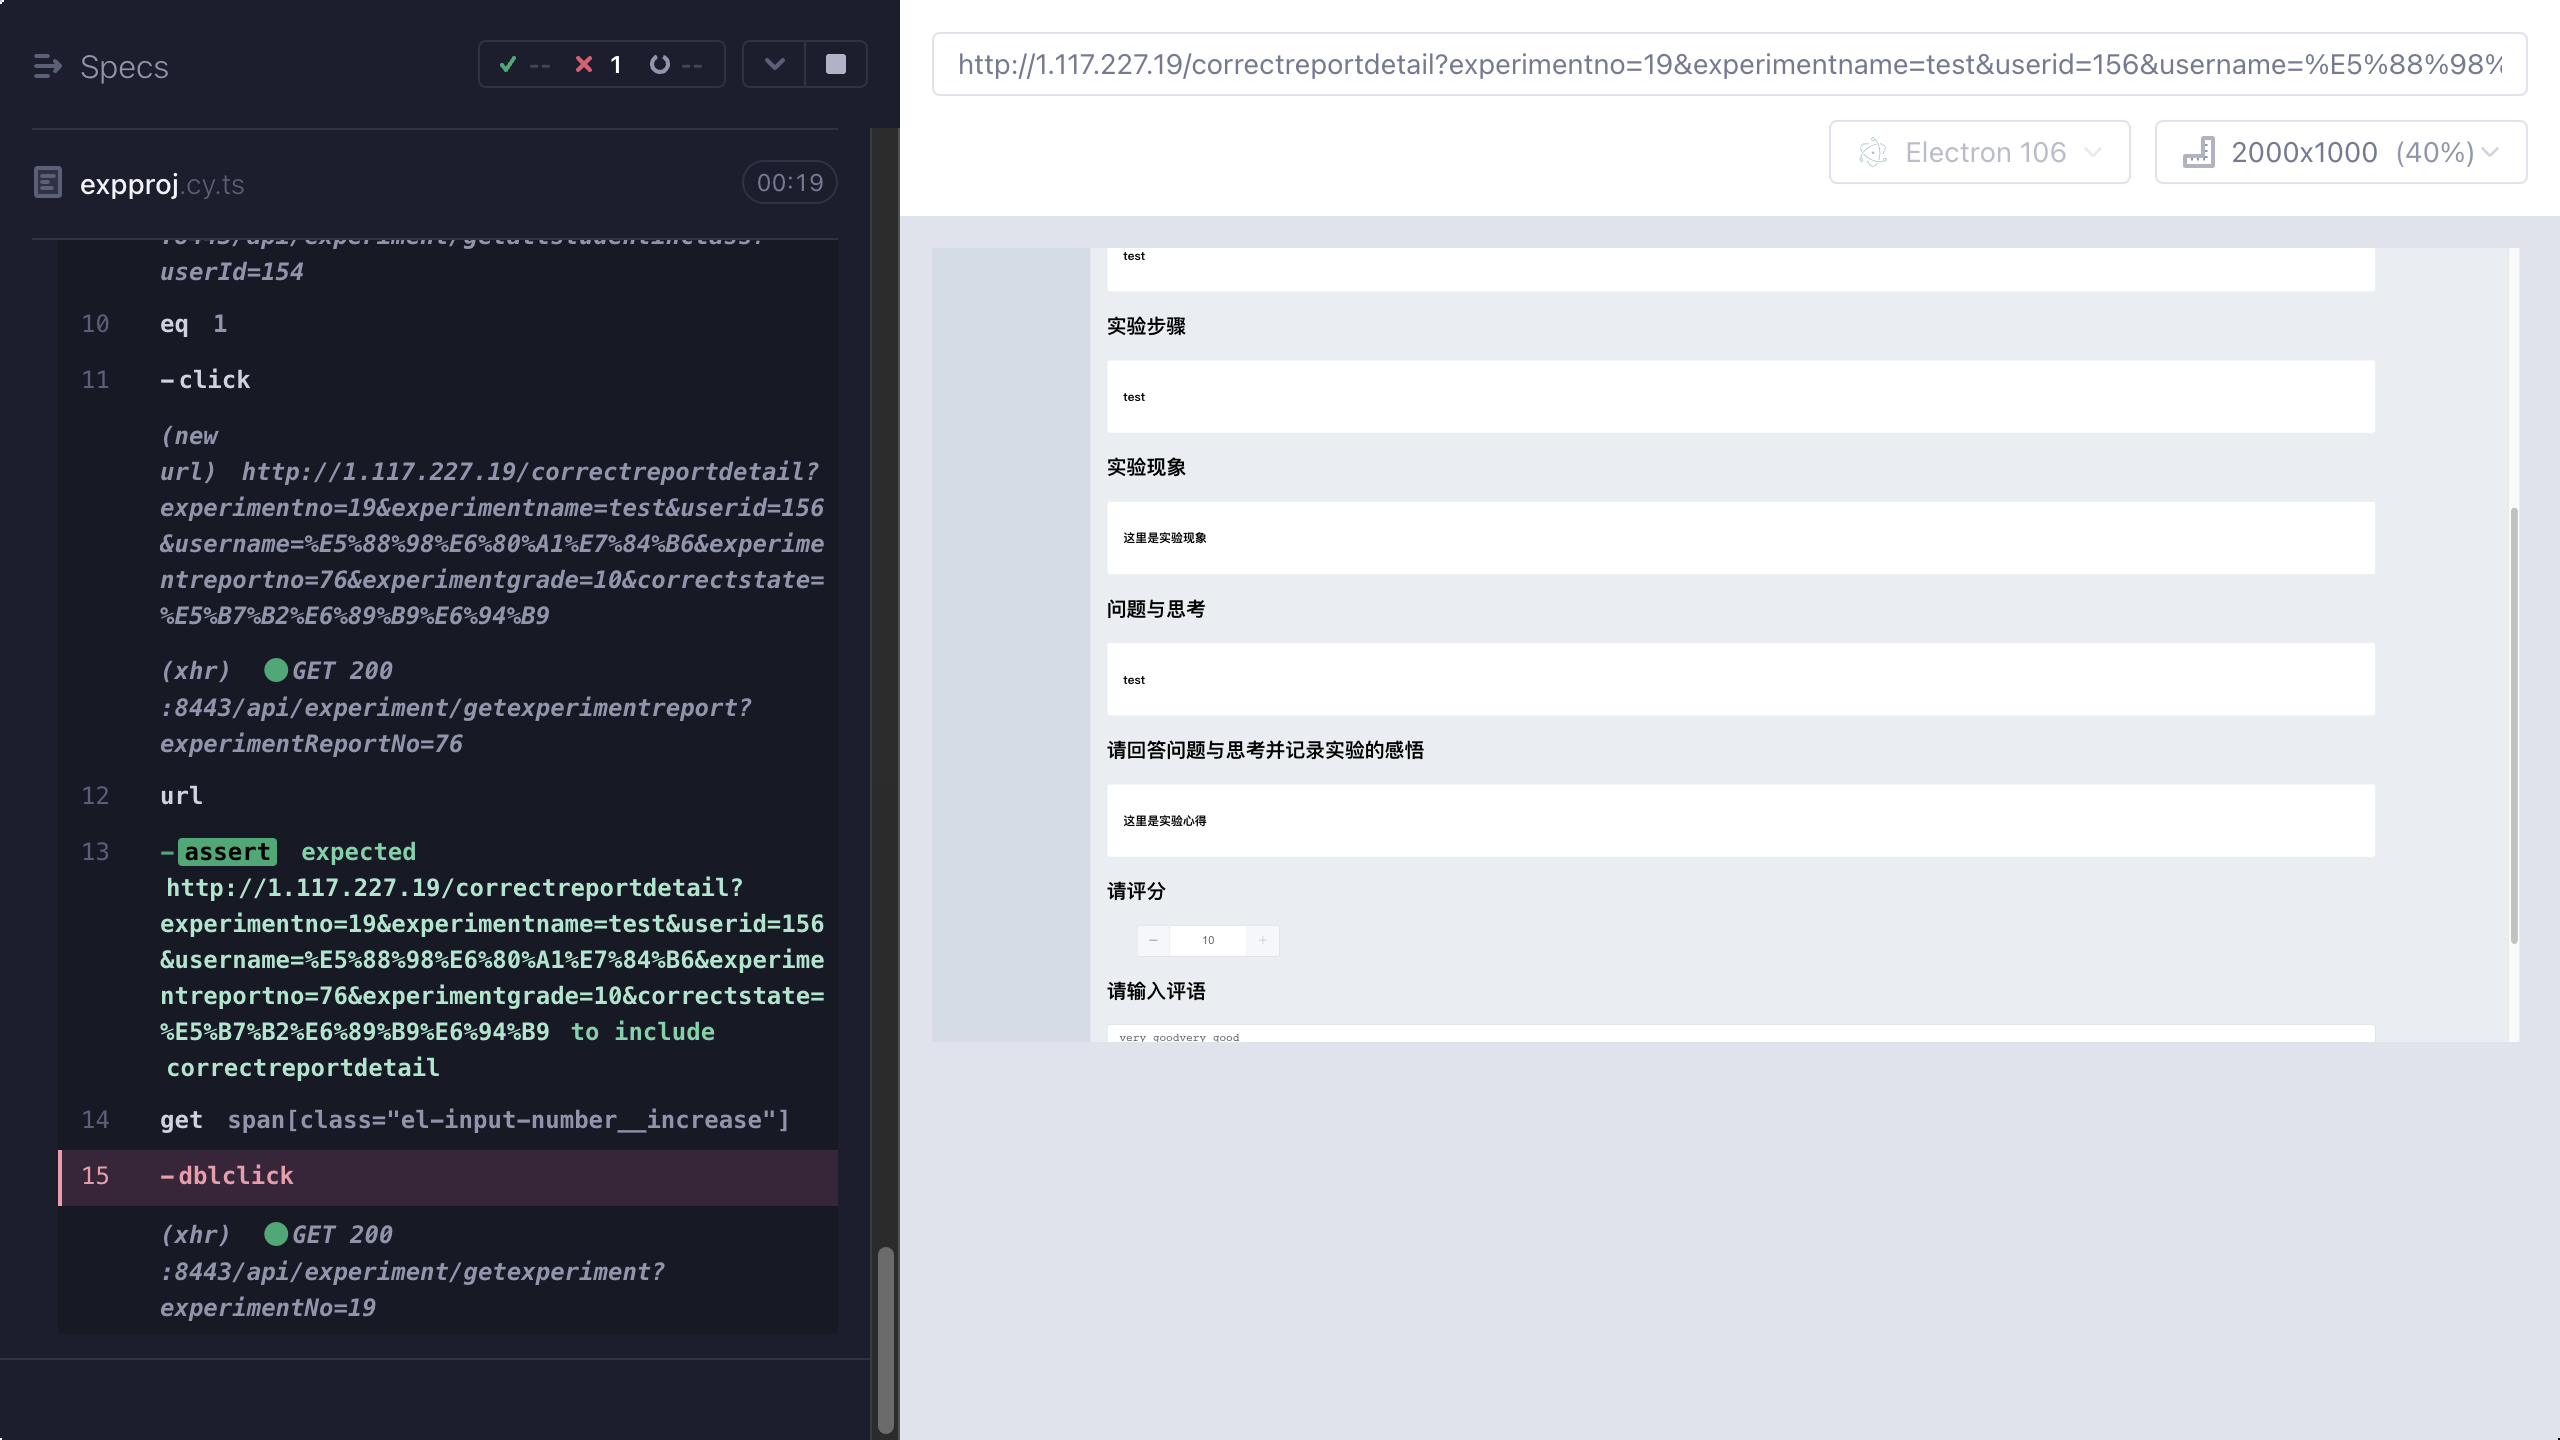 Specs
-- 1 --
expproj.cy.ts
00:19
:8443/api/experiment/getallstudentinclass?
userId=154
10 eq 1
11 -click
(new
url) http://1.117.227.19/correctreportdetail?
experimentno=19&experimentname=test&userid=156
&username=%E5%88%98%E6%80%A1%E7%84%B6&experime
ntreportno=76&experimentgrade=10&correctstate=
%E5%B7%B2%E6%89%B9%E6%94%B9
(xhr) GET 200
:8443/api/experiment/getexperimentreport?
experimentReportNo=76
12 url
13 -assert expected
http://1.117.227.19/correctreportdetail?
experimentno=19&experimentname=test&userid=156
&username=%E5%88%98%E6%80%A1%E7%84%B6&experime
ntreportno=76&experimentgrade=10&correctstate=
%E5%B7%B2%E6%89%B9%E6%94%B9 to include
correctreportdetail
14 get span[class="el-input-number__increase"]
15 -dblclick
(xhr) GET 200
:8443/api/experiment/getexperiment?
experimentNo=19
http://1.117.227.19/correctreportdetail?experimentno=19&experimentname=test&userid=156&username=%E5%88%98%
Electron 106
2000x1000 (40%)
test
实验步骤
test
实验现象
这里是实验现象
问题与思考
test
请回答问题与思考并记录实验的感悟
这里是实验心得
请评分
− 10 +
请输入评语
very goodvery good